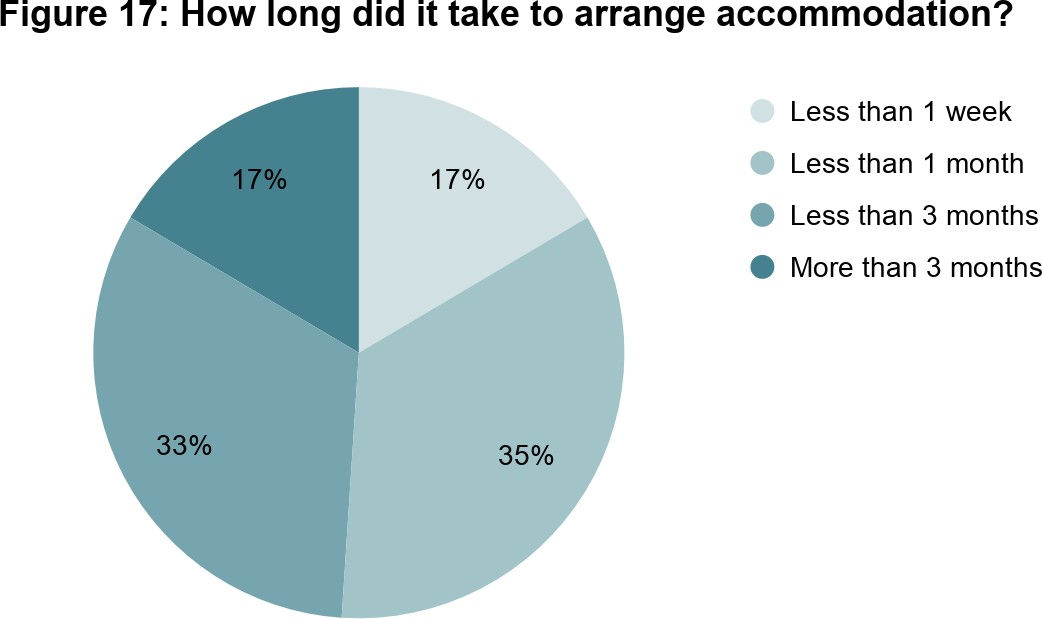 Figure 17: How long did it take to arrange accommodation?
Less than 1 week
Less than 1 month
Less than 3 months
More than 3 months
17%
17%
33%
35%